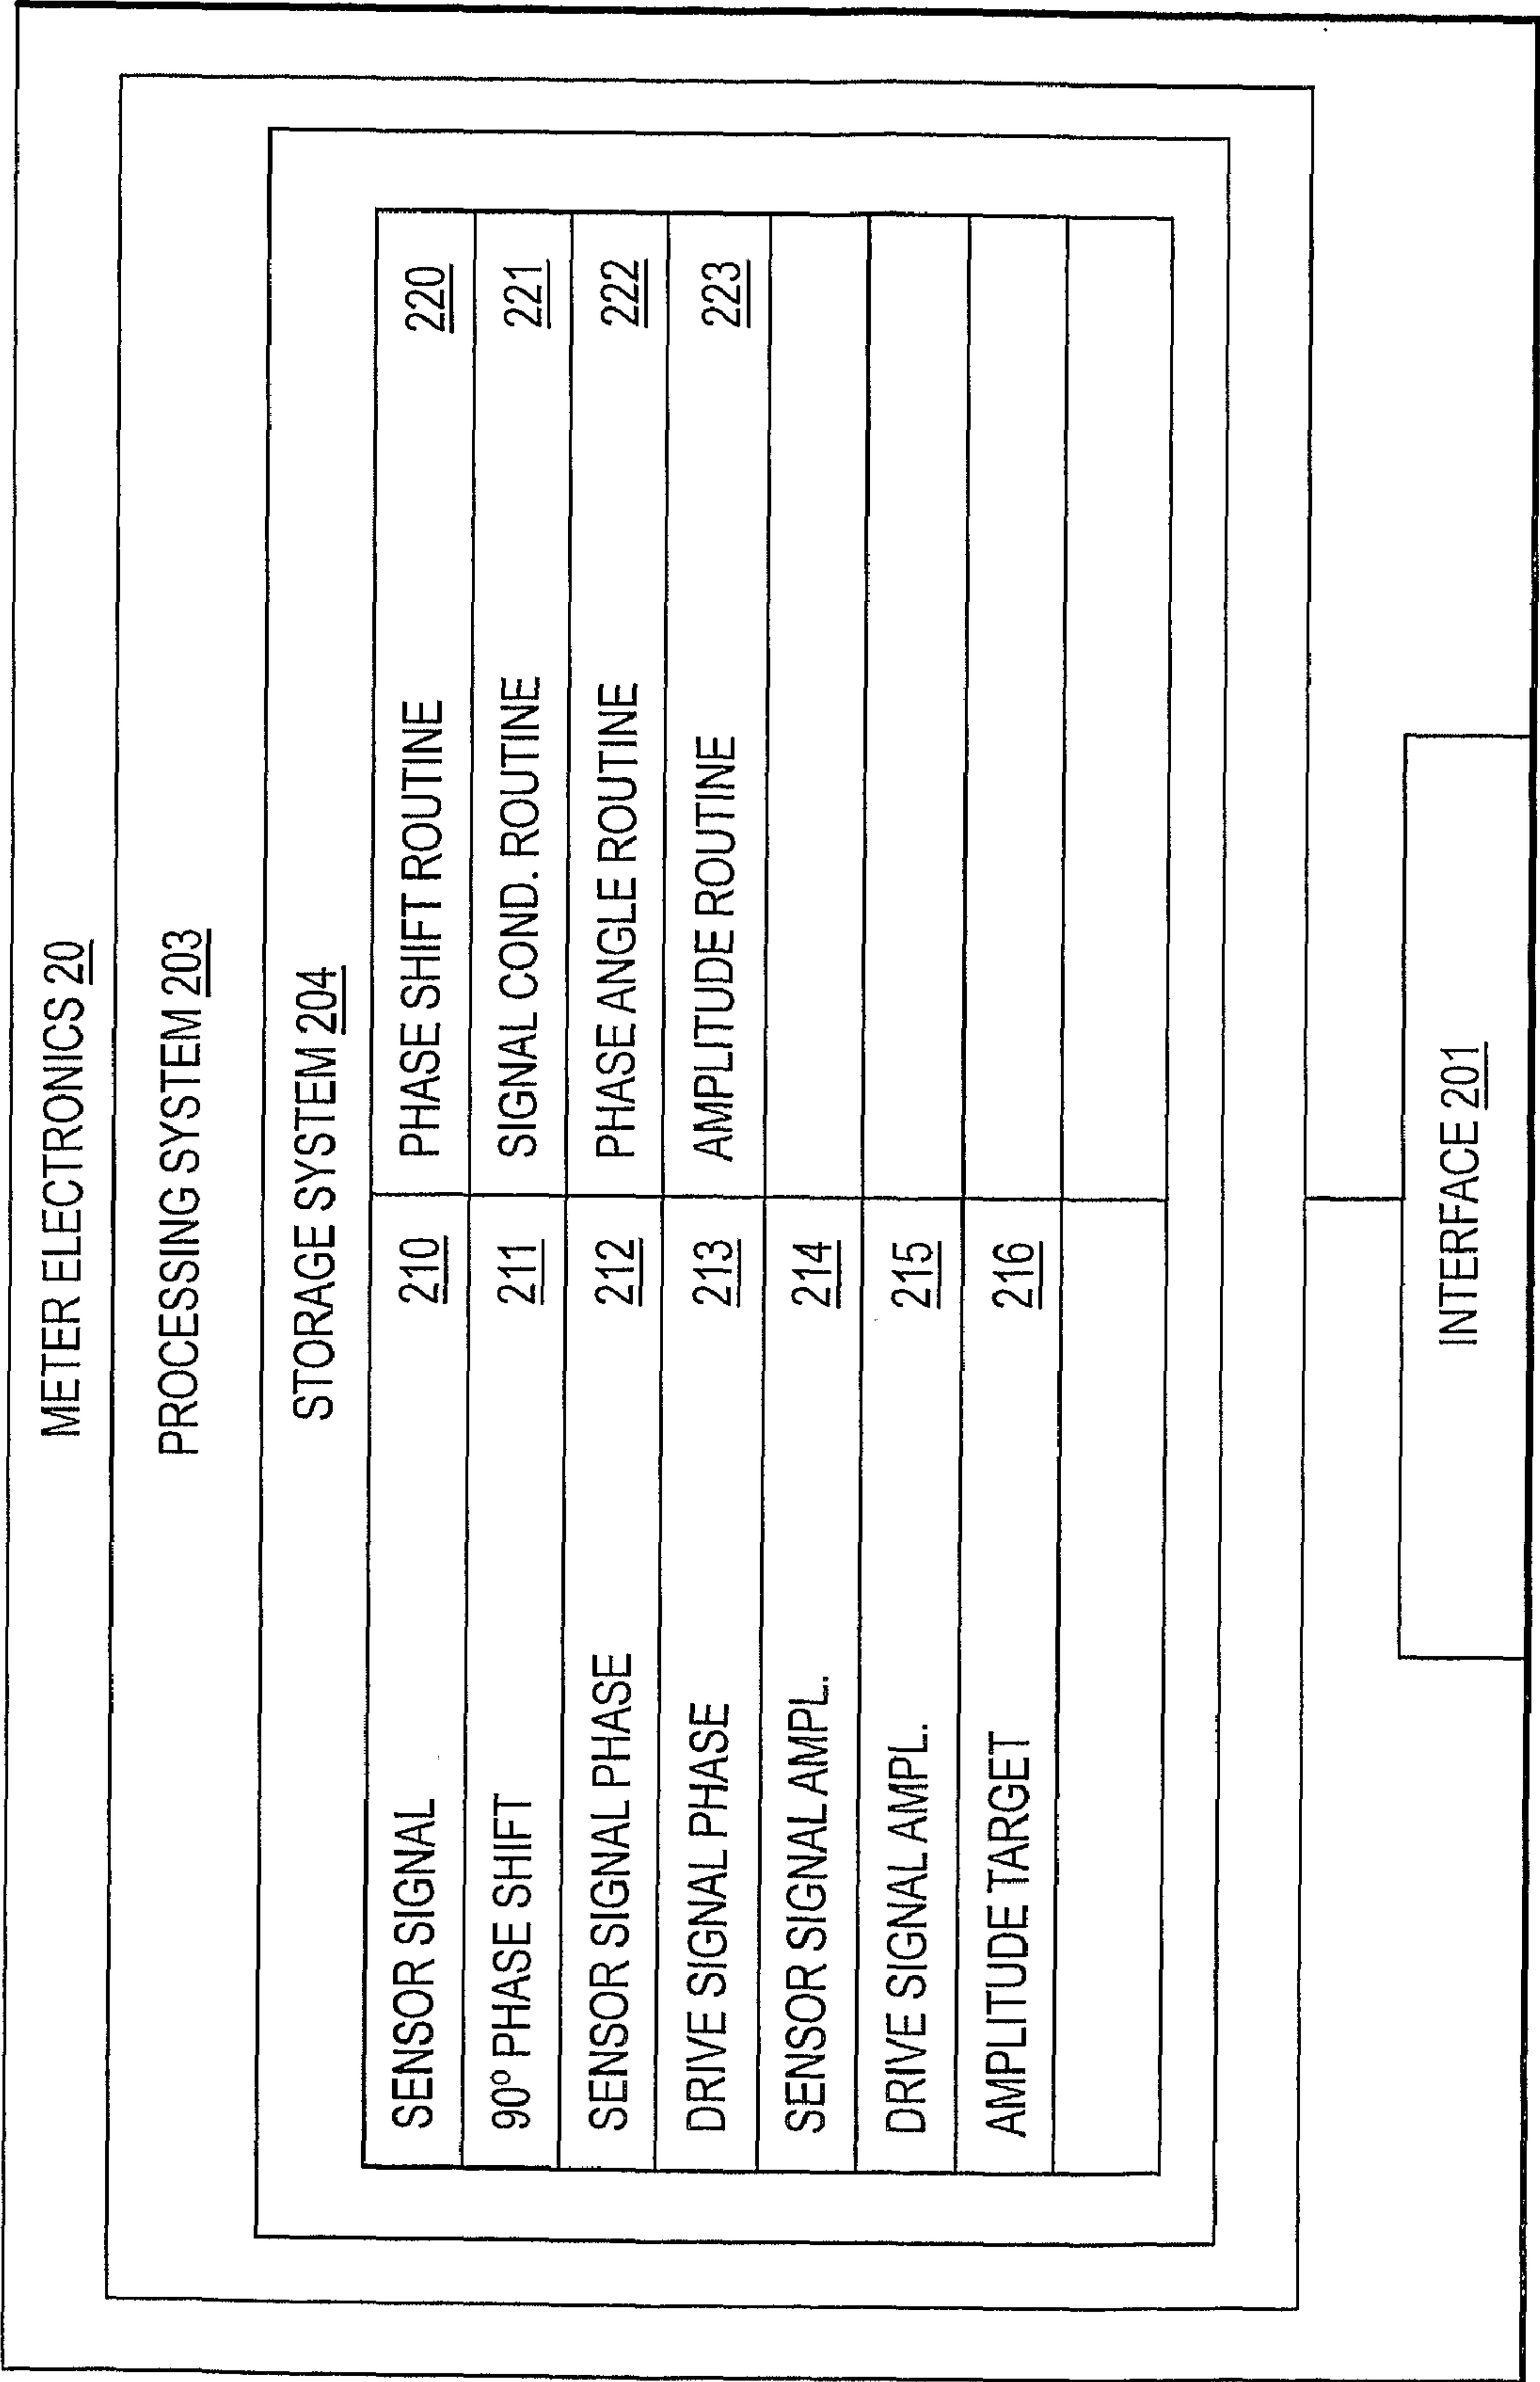 METER ELECTRONICS 20
PROCESSING SYSTEM 203
STORAGE SYSTEM 204
SENSOR SIGNAL 210
PHASE SHIFT ROUTINE 220
90° PHASE SHIFT 211
SIGNAL COND. ROUTINE 221
SENSOR SIGNAL PHASE 212
PHASE ANGLE ROUTINE 222
DRIVE SIGNAL PHASE 213
AMPLITUDE ROUTINE 223
SENSOR SIGNAL AMPL. 214
DRIVE SIGNAL AMPL. 215
AMPLITUDE TARGET 216
INTERFACE 201